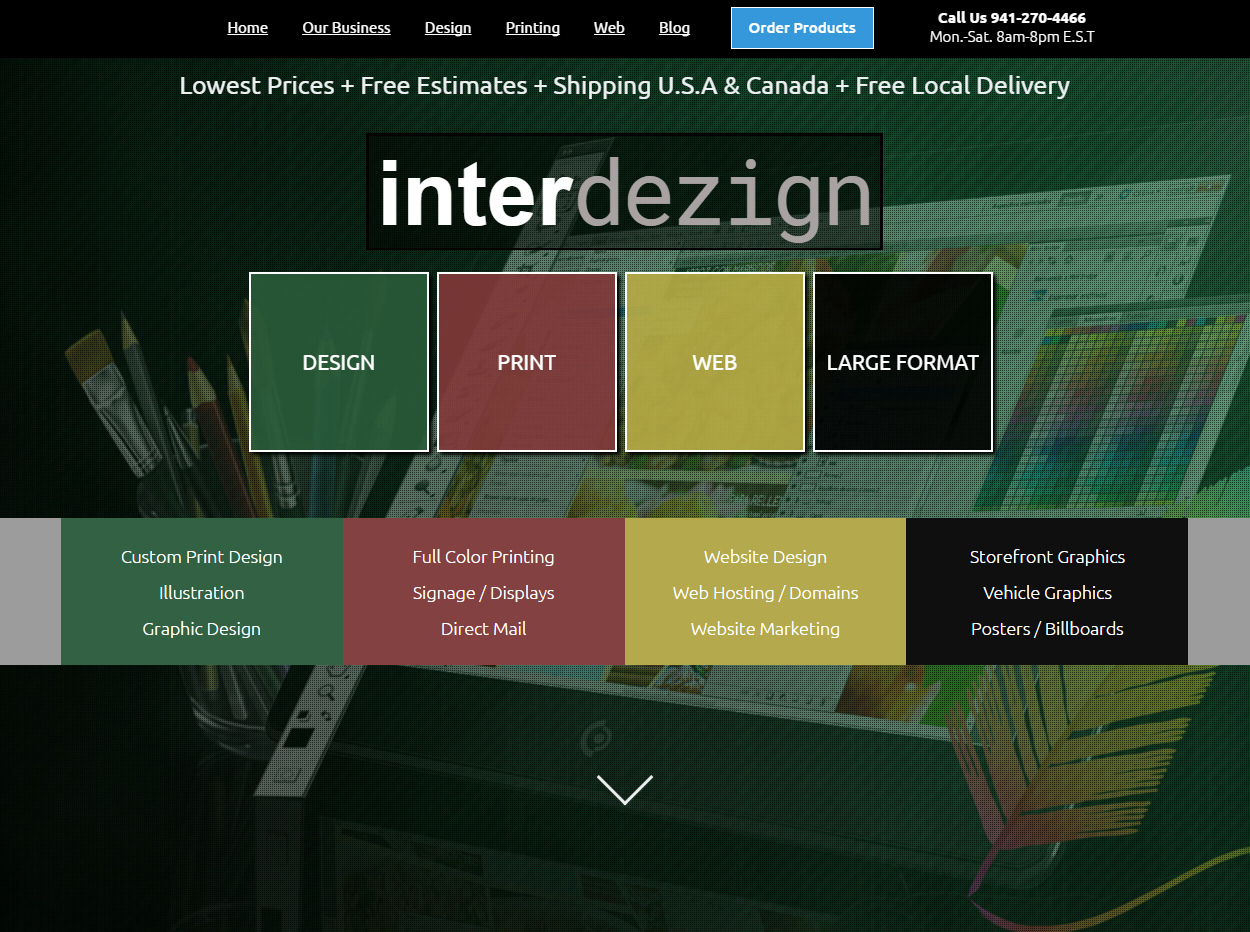 Home Our Business Design Printing Web Blog Order Products Call Us 941-270-4466
Mon.-Sat. 8am-8pm E.S.T
Lowest Prices + Free Estimates + Shipping U.S.A & Canada + Free Local Delivery
interdezign
DESIGN PRINT WEB LARGE FORMAT
Custom Print Design Full Color Printing Website Design Storefront Graphics
Illustration Signage / Displays Web Hosting / Domains Vehicle Graphics
Graphic Design Direct Mail Website Marketing Posters / Billboards